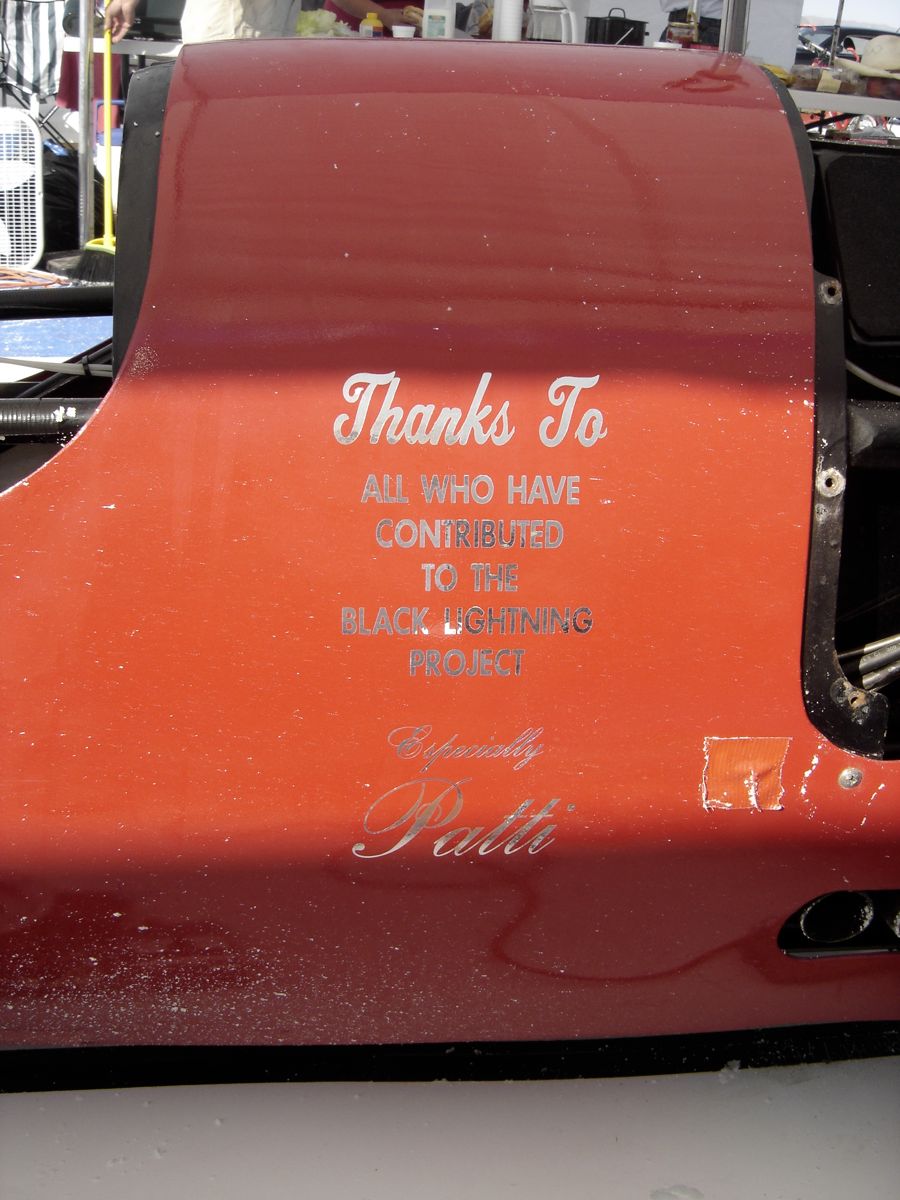 Thanks To
ALL WHO HAVE
CONTRIBUTED
TO THE
BLACK LIGHTNING
PROJECT
Especially
Patti